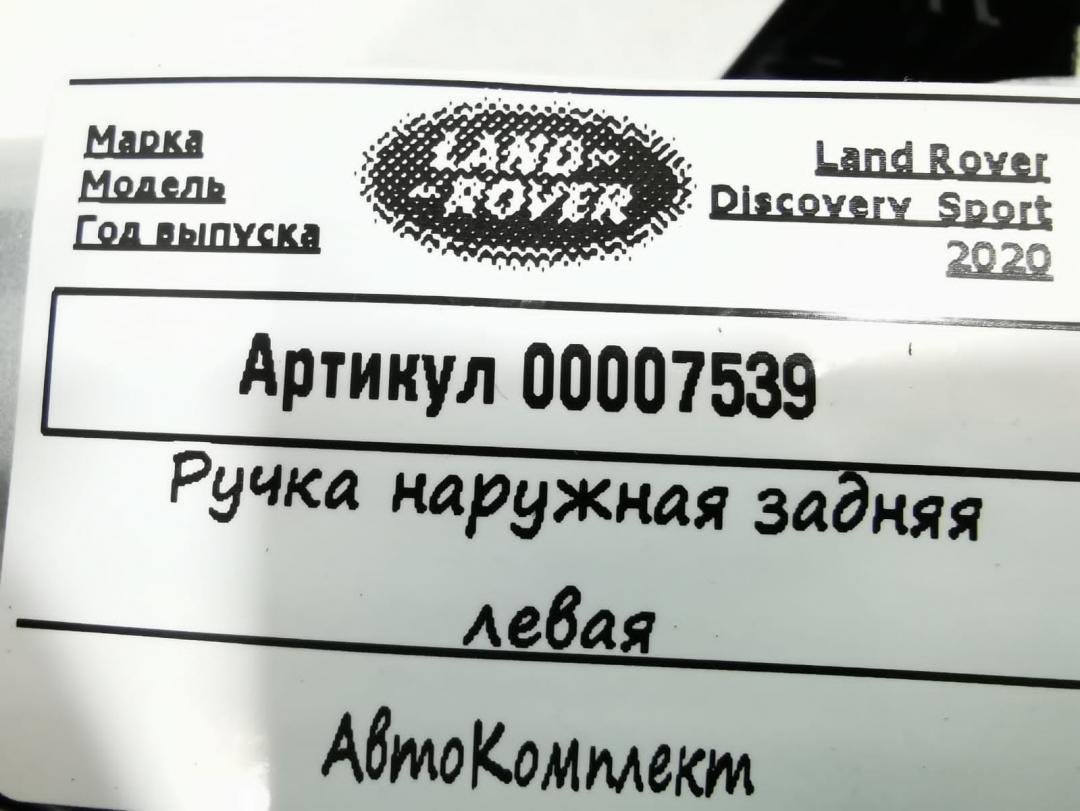 Марка
Модель
Год выпуска
LAND-
-ROVER
Land Rover
Discovery Sport
2020
Артикул 00007539
Ручка наружная задняя
левая
АвтоКомплект